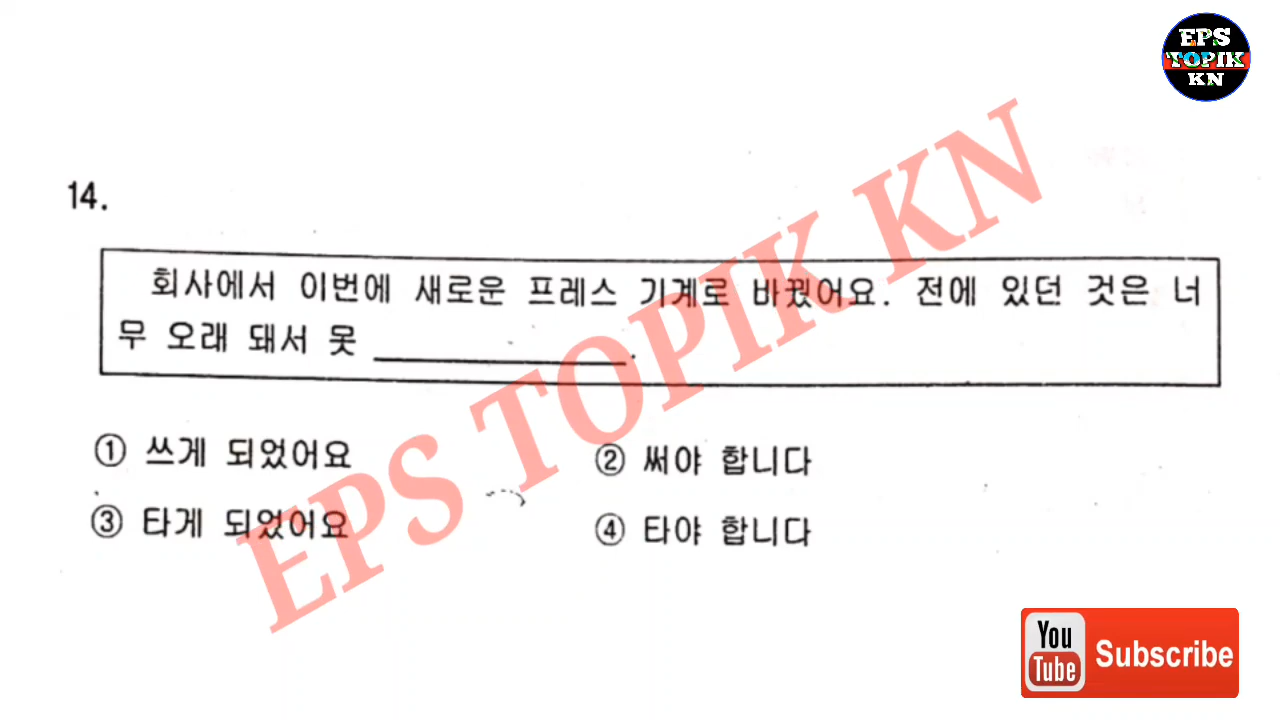 EPS
TOPIK
KN
14.
회사에서 이번에 새로운 프레스 기계로 바꿨어요. 전에 있던 것은 너
무 오래 돼서 못 ____________.
① 쓰게 되었어요 ② 써야 합니다
③ 타게 되었어요 ④ 타야 합니다
EPS TOPIK KN
You
Tube
Subscribe